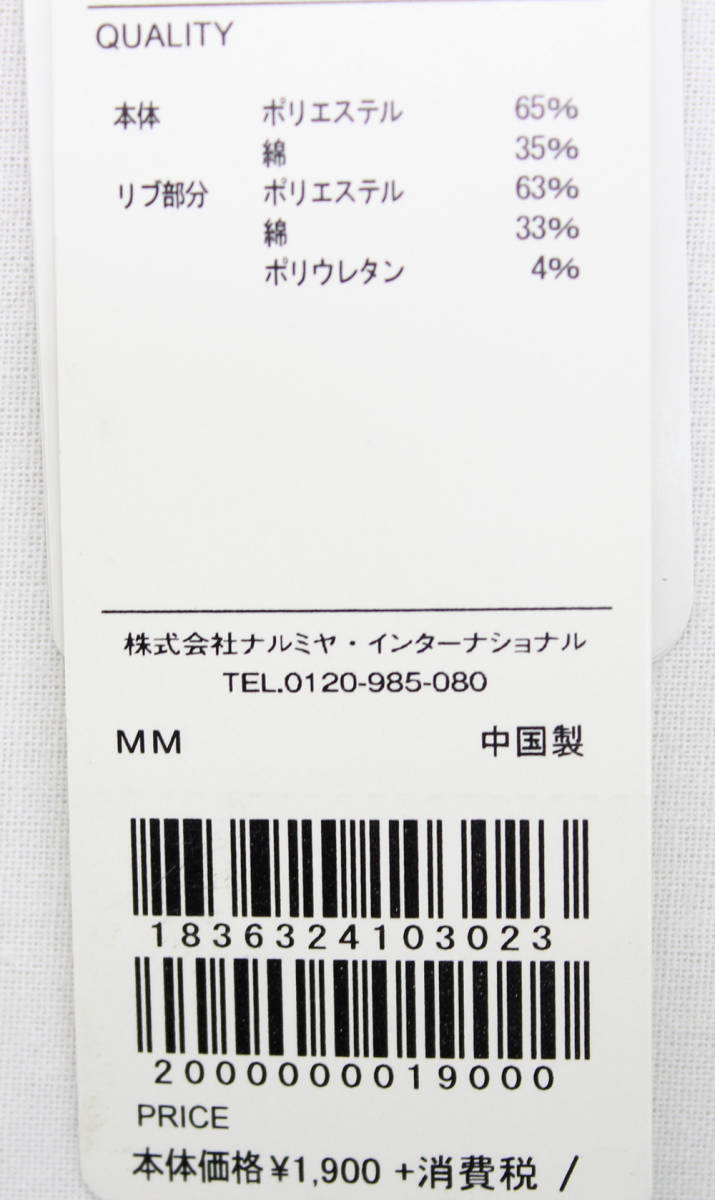 QUALITY
本体 ポリエステル 65%
綿 35%
リブ部分 ポリエステル 63%
綿 33%
ポリウレタン 4%
株式会社ナルミヤ・インターナショナル
TEL.0120-985-080
MM 中国製
1836324103023
2000000019000
PRICE
本体価格¥1,900 +消費税 /